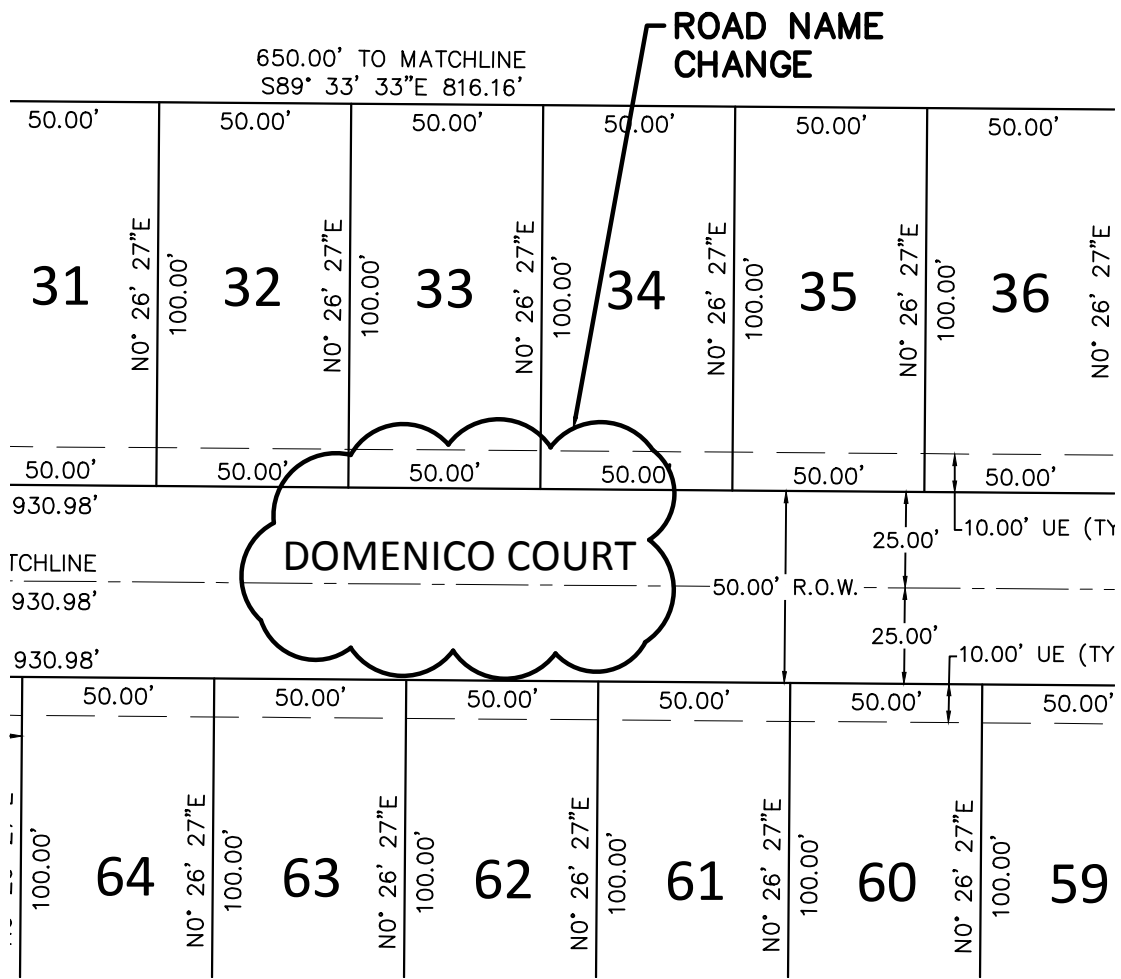 ROAD NAME
CHANGE
650.00' TO MATCHLINE
S89° 33' 33"E 816.16'
50.00' 50.00' 50.00' 50.00' 50.00' 50.00'
31 N0° 26' 27"E 100.00' 32 N0° 26' 27"E 100.00' 33 N0° 26' 27"E 100.00' 34 N0° 26' 27"E 100.00' 35 N0° 26' 27"E 100.00' 36 N0° 26' 27"E
50.00' 50.00' 50.00' 50.00' 50.00' 50.00'
930.98'
10.00' UE (TY
25.00'
DOMENICO COURT
TCHLINE
50.00' R.O.W.
930.98'
25.00'
930.98'
10.00' UE (TY
50.00' 50.00' 50.00' 50.00' 50.00' 50.00'
100.00' 64 N0° 26' 27"E 100.00' 63 N0° 26' 27"E 100.00' 62 N0° 26' 27"E 100.00' 61 N0° 26' 27"E 100.00' 60 N0° 26' 27"E 100.00' 59